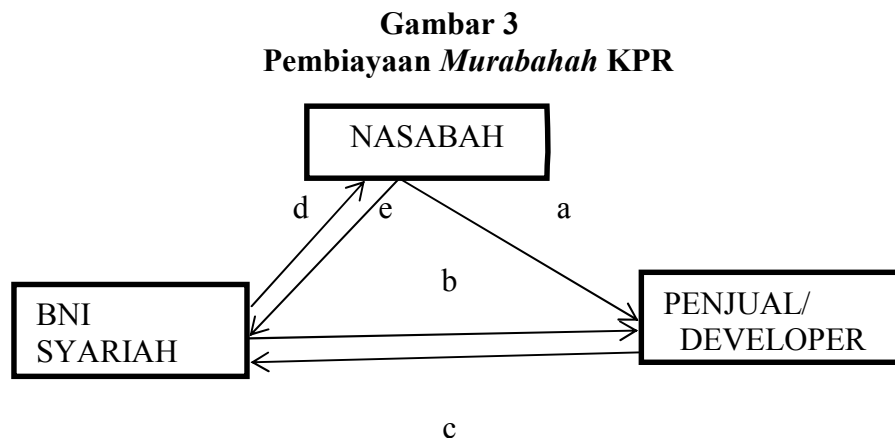 Gambar 3
Pembiayaan Murabahah KPR
NASABAH
d
e
a
b
BNI
SYARIAH
PENJUAL/
DEVELOPER
c